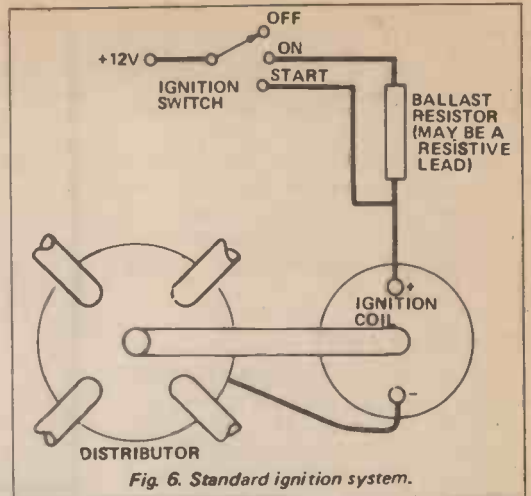 OFF
+12V
ON
START
IGNITION
SWITCH
BALLAST
RESISTOR
(MAY BE A
RESISTIVE
LEAD)
+
IGNITION
COIL
-
DISTRIBUTOR
Fig. 6. Standard ignition system.